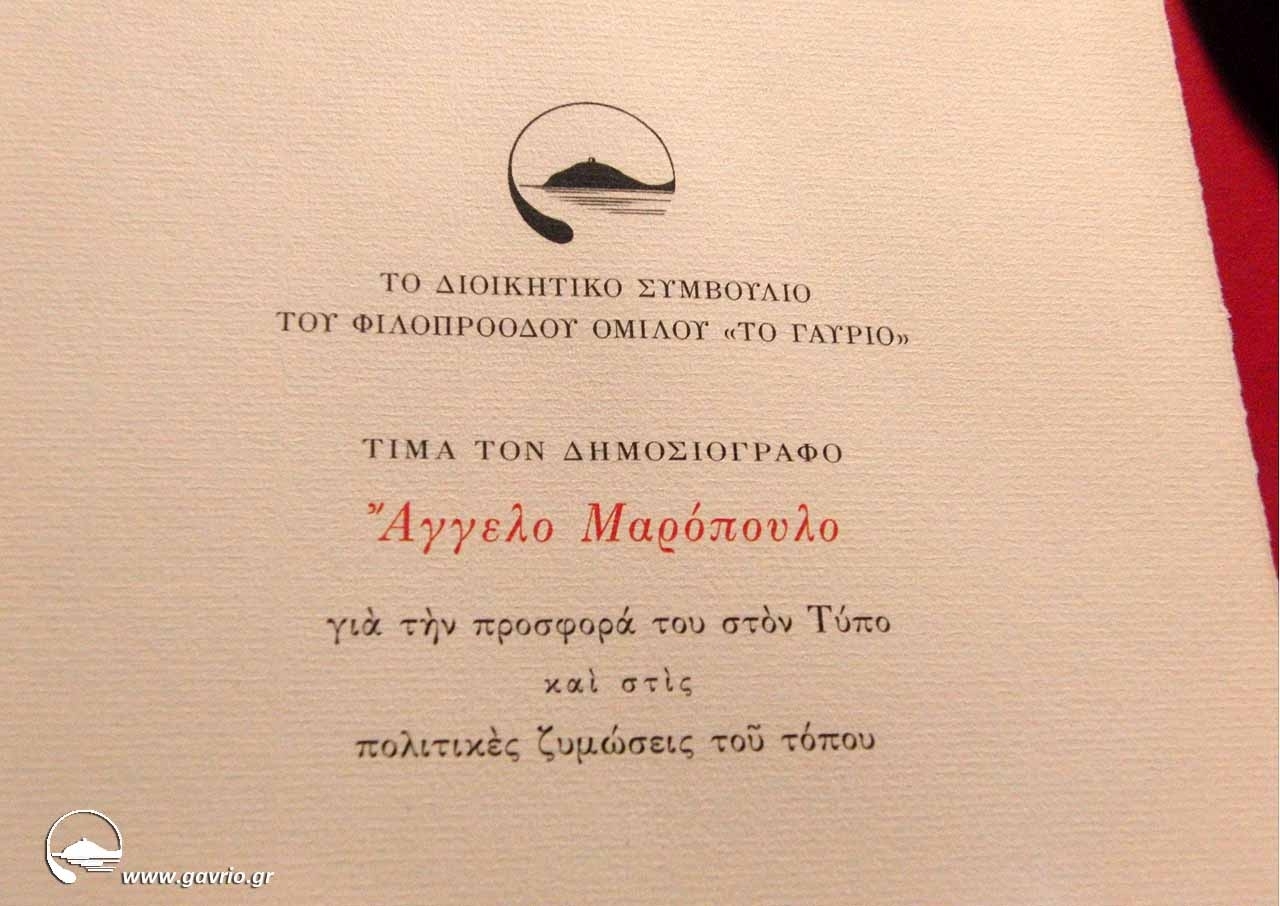 ΤΟ ΔΙΟΙΚΗΤΙΚΟ ΣΥΜΒΟΥΛΙΟ
ΤΟΥ ΦΙΛΟΠΡΟΟΔΟΥ ΟΜΙΛΟΥ «ΤΟ ΓΑΥΡΙΟ»
ΤΙΜΑ ΤΟΝ ΔΗΜΟΣΙΟΓΡΑΦΟ
Ἄγγελο Μαρόπουλο
γιὰ τὴν προσφορά του στὸν Τύπο
καὶ στὶς
πολιτικὲς ζυμώσεις τοῦ τόπου
www.gavrio.gr